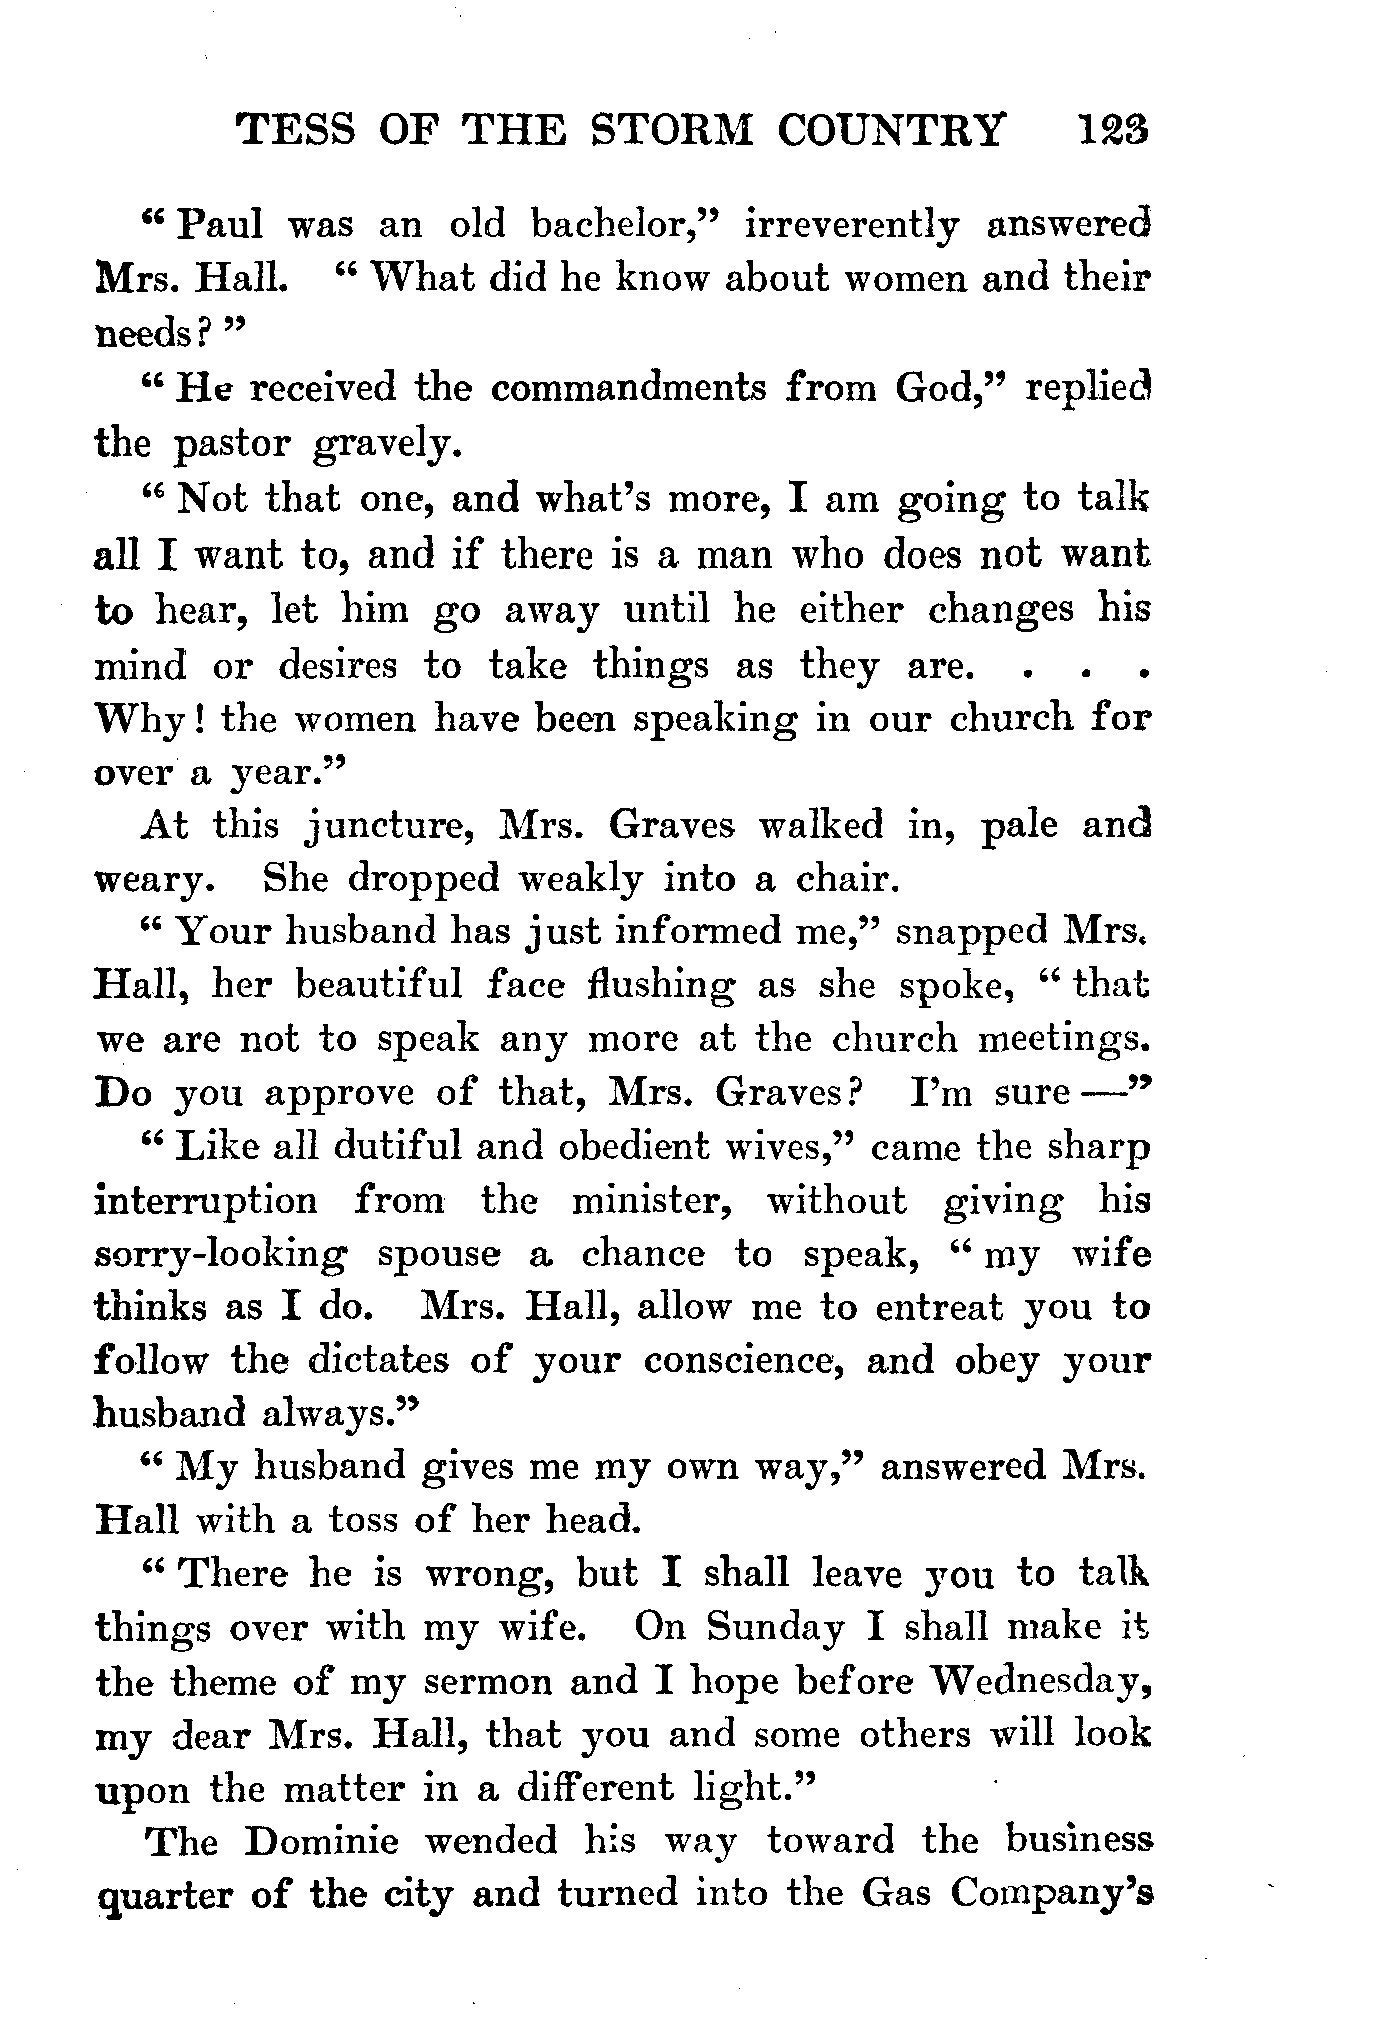 TESS OF THE STORM COUNTRY 123
“ Paul was an old bachelor,” irreverently answered
Mrs. Hall. “ What did he know about women and their
needs? ”
“ He received the commandments from God,” replied
the pastor gravely.
“ Not that one, and what’s more, I am going to talk
all I want to, and if there is a man who does not want
to hear, let him go away until he either changes his
mind or desires to take things as they are. . . .
Why! the women have been speaking in our church for
over a year.”
At this juncture, Mrs. Graves walked in, pale and
weary. She dropped weakly into a chair.
“ Your husband has just informed me,” snapped Mrs.
Hall, her beautiful face flushing as she spoke, “ that
we are not to speak any more at the church meetings.
Do you approve of that, Mrs. Graves? I’m sure —”
“ Like all dutiful and obedient wives,” came the sharp
interruption from the minister, without giving his
sorry-looking spouse a chance to speak, “ my wife
thinks as I do. Mrs. Hall, allow me to entreat you to
follow the dictates of your conscience, and obey your
husband always.”
“ My husband gives me my own way,” answered Mrs.
Hall with a toss of her head.
“ There he is wrong, but I shall leave you to talk
things over with my wife. On Sunday I shall make it
the theme of my sermon and I hope before Wednesday,
my dear Mrs. Hall, that you and some others will look
upon the matter in a different light.”
The Dominie wended his way toward the business
quarter of the city and turned into the Gas Company’s